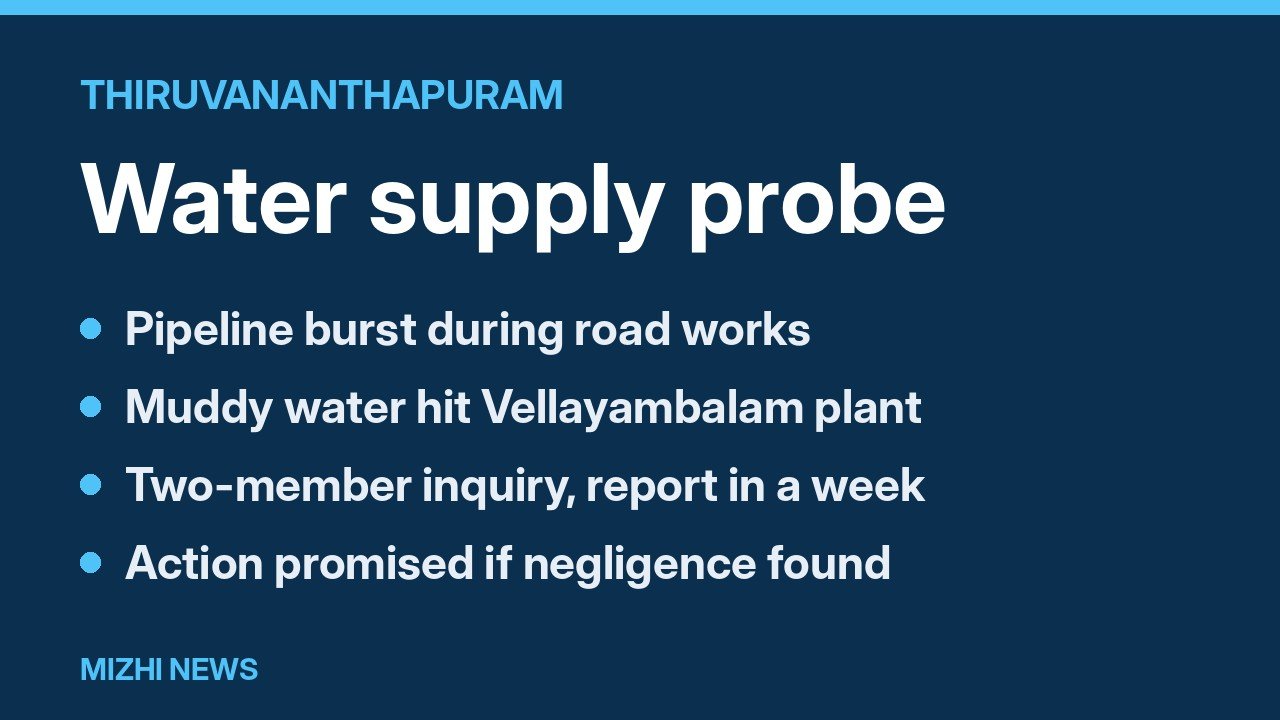 THIRUVANANTHAPURAM
Water supply probe
Pipeline burst during road works
Muddy water hit Vellayambalam plant
Two-member inquiry, report in a week
Action promised if negligence found
MIZHI NEWS